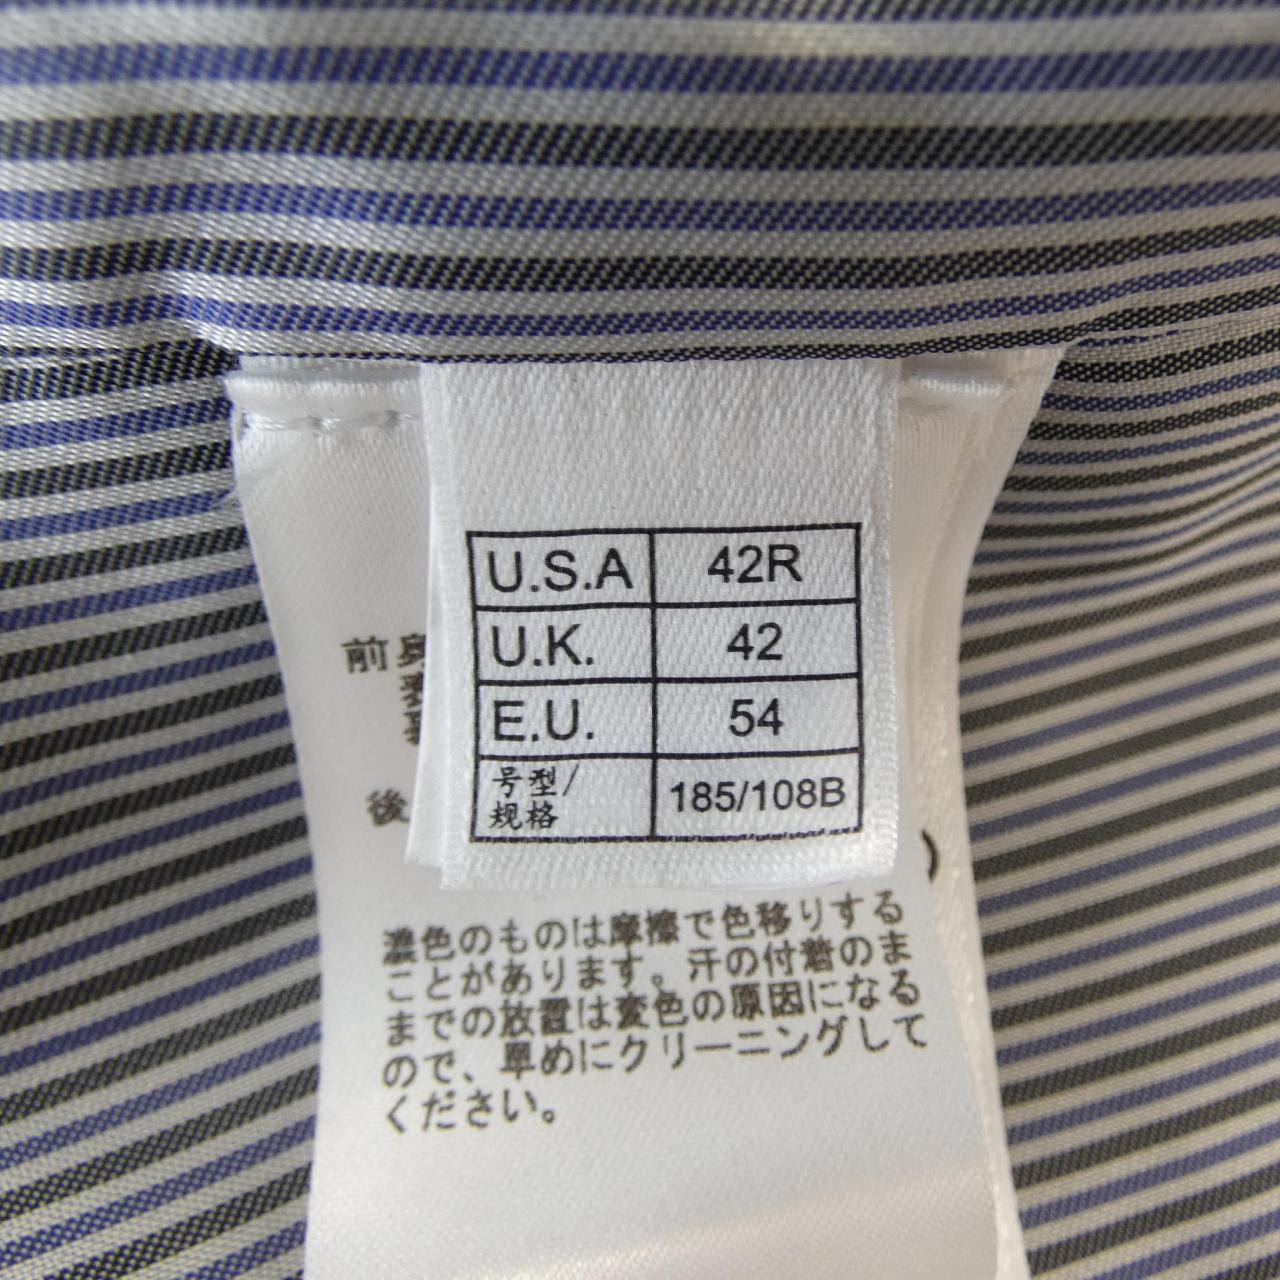 U.S.A 42R
U.K. 42
E.U. 54
号型/
规格 185/108B
前
後
濃色のものは摩擦で色移りする
ことがあります。汗の付着のま
までの放置は変色の原因になる
ので、早めにクリーニングして
ください。